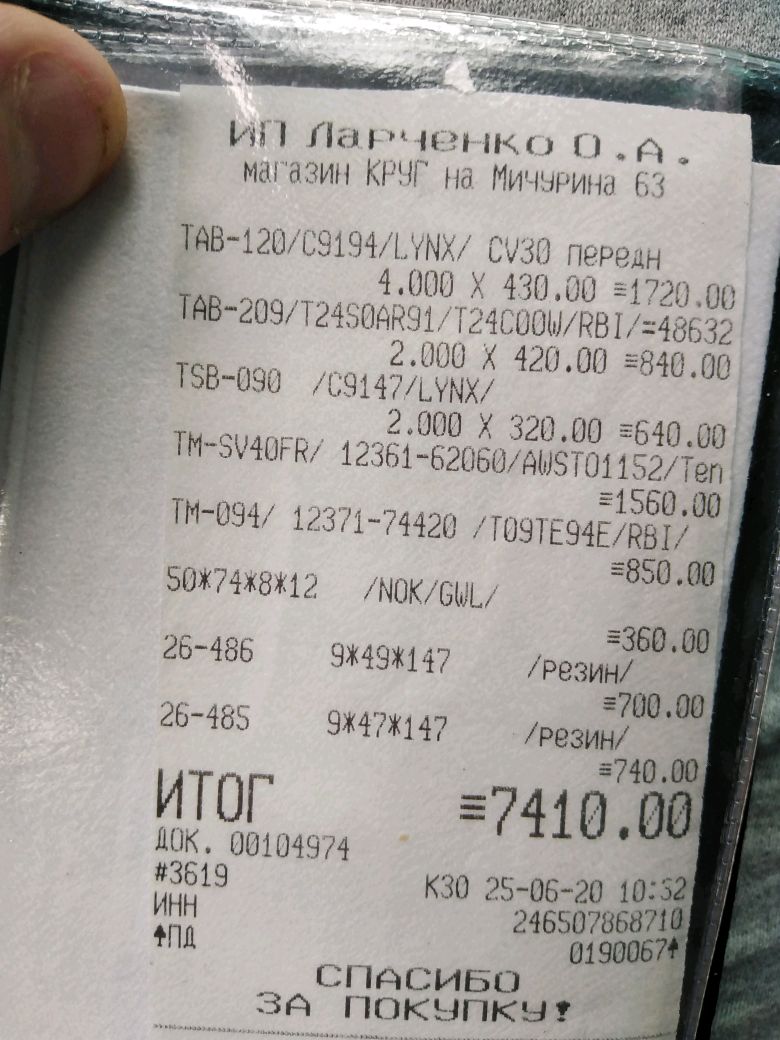 ИП Ларченко О.А.
магазин КРУГ на Мичурина 63
TAB-120/C9194/LYNX/ CV30 передн
4.000 X 430.00 ≡1720.00
TAB-209/T24S0AR91/T24C00W/RBI/=48632
2.000 X 420.00 ≡840.00
TSB-090 /C9147/LYNX/
2.000 X 320.00 ≡640.00
TM-SV40FR/ 12361-62060/AWST01152/Ten
≡1560.00
TM-094/ 12371-74420 /T09TE94E/RBI/
≡850.00
50*74*8*12 /NOK/GWL/
≡360.00
26-486 9*49*147 /резин/
≡700.00
26-485 9*47*147 /резин/
≡740.00
ИТОГ ≡7410.00
ДОК. 00104974
#3619 К30 25-06-20 10:52
ИНН 246507868710
ПД 0190067
СПАСИБО
ЗА ПОКУПКУ!